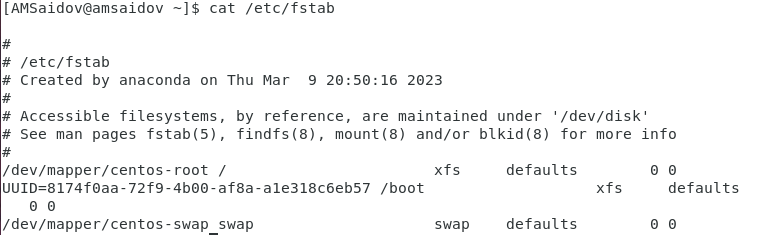 [AMSaidov@amsaidov ~]$ cat /etc/fstab
#
# /etc/fstab
# Created by anaconda on Thu Mar  9 20:50:16 2023
#
# Accessible filesystems, by reference, are maintained under '/dev/disk'
# See man pages fstab(5), findfs(8), mount(8) and/or blkid(8) for more info
#
/dev/mapper/centos-root /                       xfs     defaults        0 0
UUID=8174f0aa-72f9-4b00-af8a-a1e318c6eb57 /boot                   xfs     defaults
   0 0
/dev/mapper/centos-swap swap                    swap    defaults        0 0